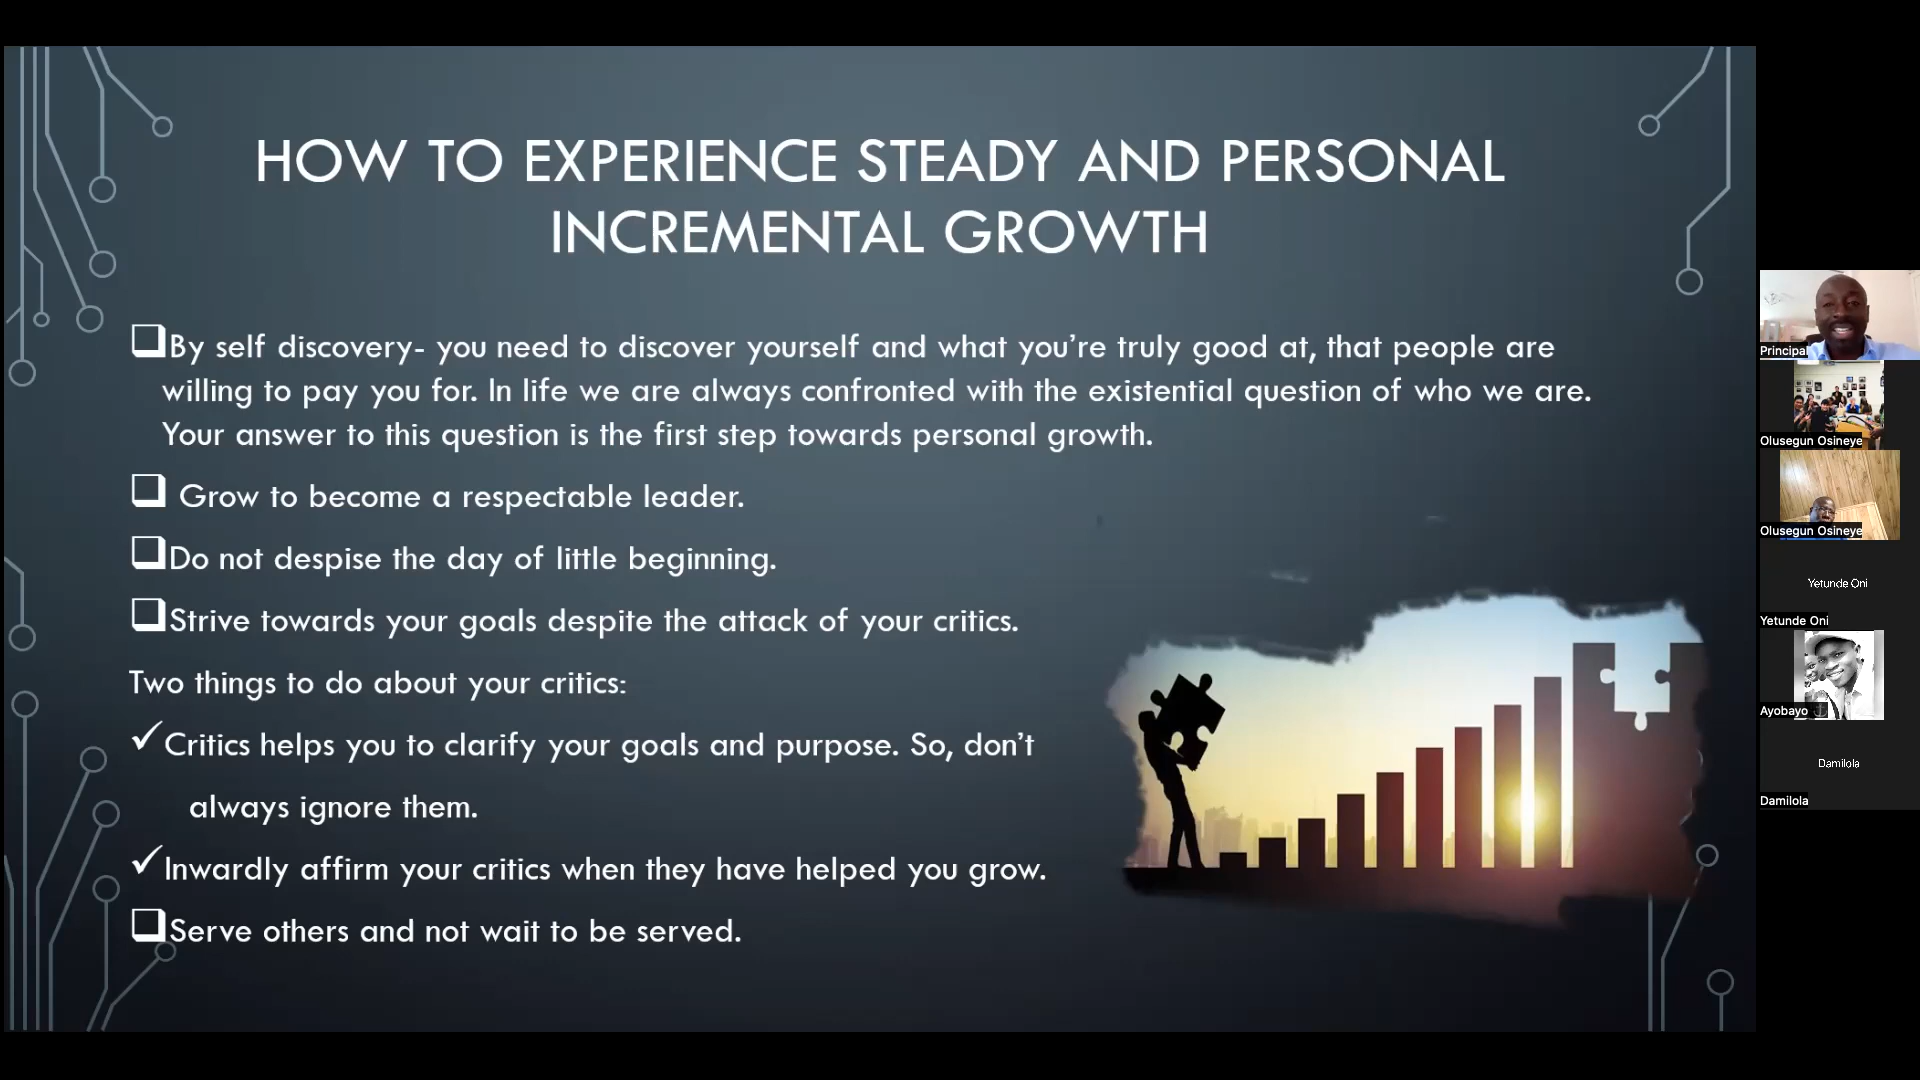 HOW TO EXPERIENCE STEADY AND PERSONAL
INCREMENTAL GROWTH
By self discovery- you need to discover yourself and what you're truly good at, that people are
willing to pay you for. In life we are always confronted with the existential question of who we are.
Your answer to this question is the first step towards personal growth.
Grow to become a respectable leader.
Do not despise the day of little beginning.
Strive towards your goals despite the attack of your critics.
Two things to do about your critics:
Critics helps you to clarify your goals and purpose. So, don't
always ignore them.
Inwardly affirm your critics when they have helped you grow.
Serve others and not wait to be served.
Principal
Olusegun Osineye
Olusegun Osineye
Yetunde Oni
Yetunde Oni
Ayobayo
Damilola
Damilola